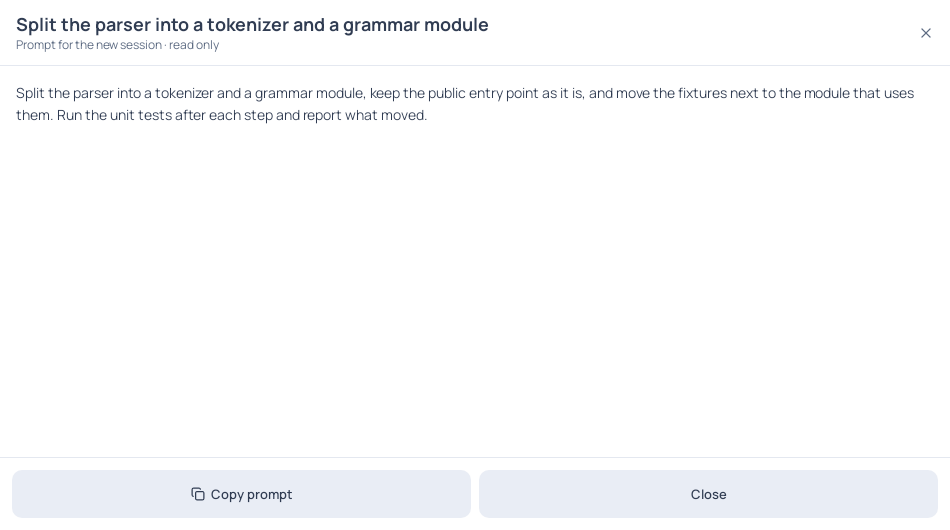 Split the parser into a tokenizer and a grammar module
Prompt for the new session · read only
Split the parser into a tokenizer and a grammar module, keep the public entry point as it is, and move the fixtures next to the module that uses
them. Run the unit tests after each step and report what moved.
Copy prompt
Close